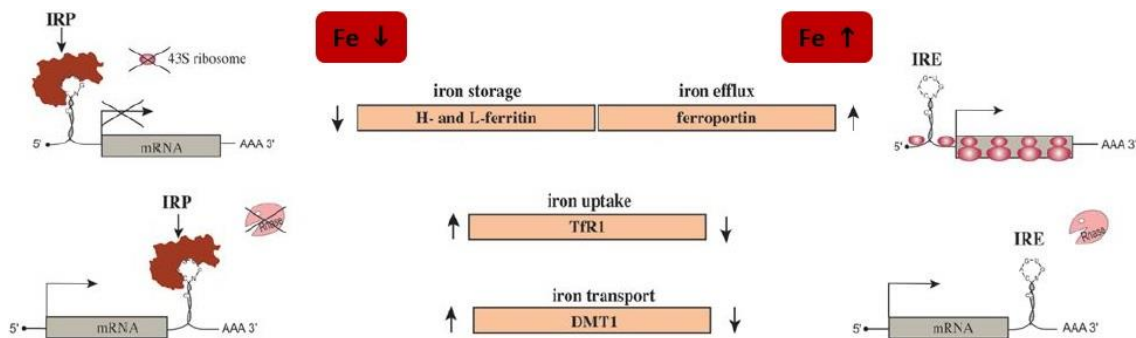 IRP
43S ribosome
5'
mRNA
AAA 3'
Fe ↓
Fe ↑
iron storage
iron efflux
↓
H- and L-ferritin
ferroportin
↑
IRE
5'
AAA 3'
IRP
Rnase
5'
mRNA
AAA 3'
iron uptake
↑
TfR1
↓
iron transport
↑
DMT1
↓
Rnase
IRE
5'
mRNA
AAA 3'